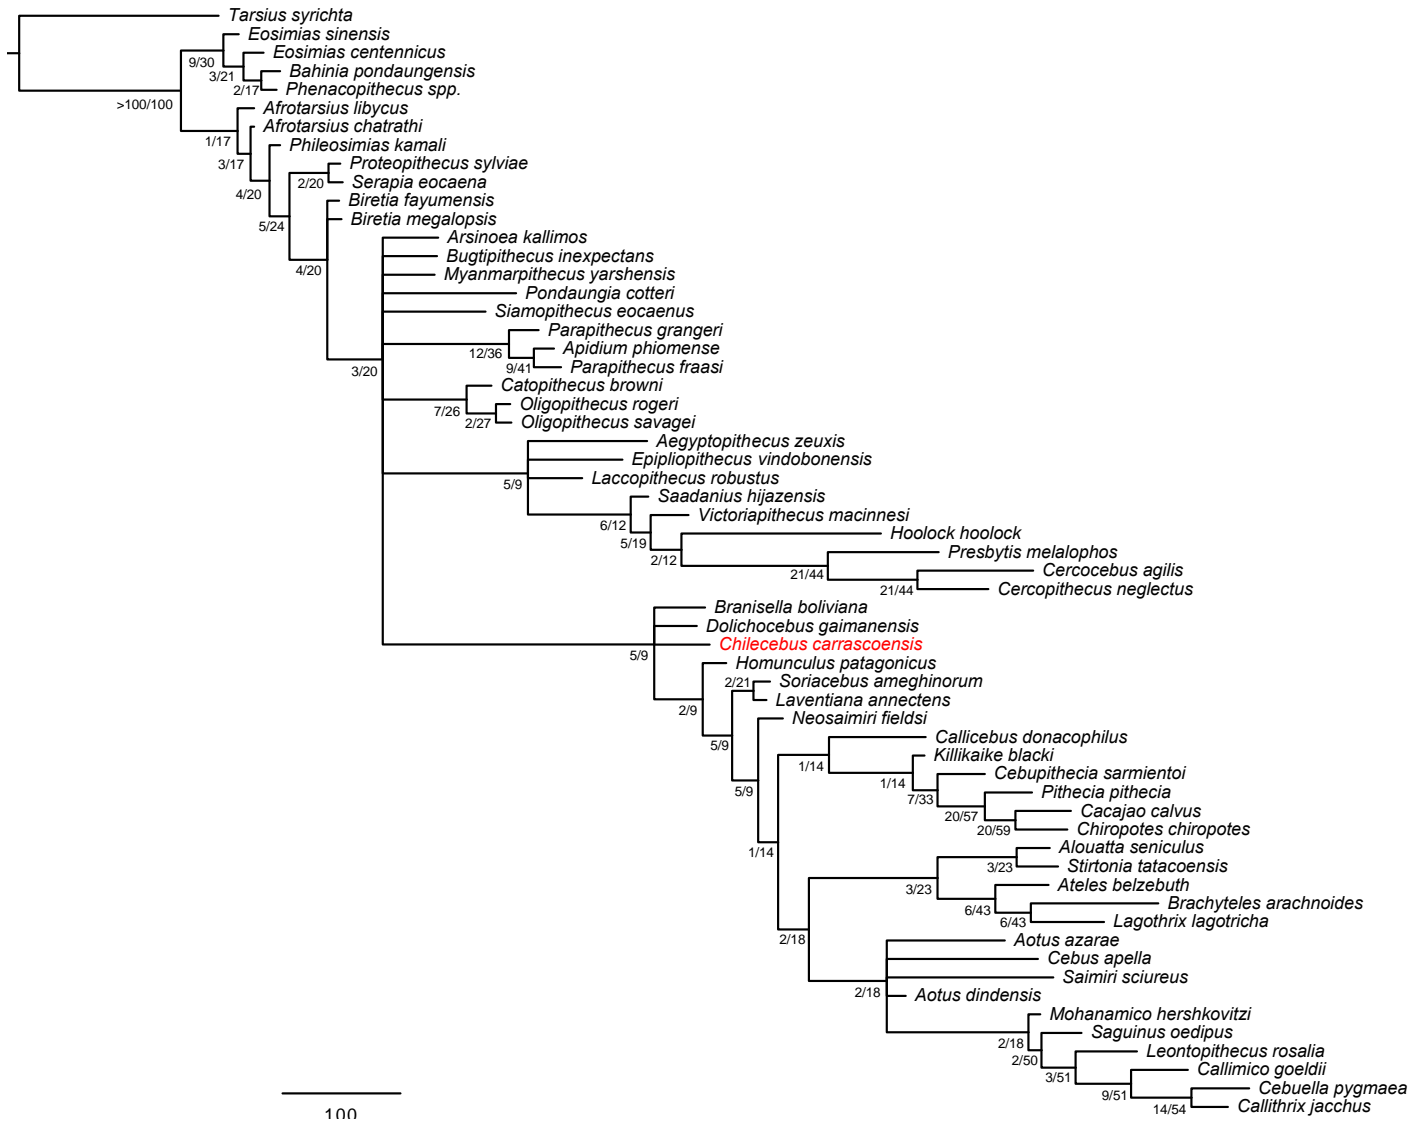 Tarsius syrichta
Eosimias sinensis
Eosimias centennicus
9/30
Bahinia pondaungensis
3/21
Phenacopithecus spp.
2/17
>100/100
Afrotarsius libycus
Afrotarsius chatrathi
1/17
Phileosimias kamali
3/17
Proteopithecus sylviae
2/20
Serapia eocaena
4/20
Biretia fayumensis
Biretia megalopsis
5/24
Arsinoea kallimos
Bugtipithecus inexpectans
4/20
Myanmarpithecus yarshensis
Pondaungia cotteri
Siamopithecus eocaenus
Parapithecus grangeri
Apidium phiomense
12/36
Parapithecus fraasi
9/41
3/20
Catopithecus browni
Oligopithecus rogeri
7/26
Oligopithecus savagei
2/27
Aegyptopithecus zeuxis
Epipliopithecus vindobonensis
Laccopithecus robustus
5/9
Saadanius hijazensis
Victoriapithecus macinnesi
6/12
Hoolock hoolock
5/19
Presbytis melalophos
2/12
Cercocebus agilis
21/44
Cercopithecus neglectus
21/44
Branisella boliviana
Dolichocebus gaimanensis
Chilecebus carrascoensis
5/9
Homunculus patagonicus
Soriacebus ameghinorum
2/21
Laventiana annectens
2/9
Neosaimiri fieldsi
Callicebus donacophilus
5/9
Killikaike blacki
1/14
Cebupithecia sarmientoi
1/14
5/9
Pithecia pithecia
7/33
Cacajao calvus
20/57
Chiropotes chiropotes
20/59
Alouatta seniculus
1/14
Stirtonia tatacoensis
3/23
Ateles belzebuth
3/23
Brachyteles arachnoides
6/43
Lagothrix lagotricha
6/43
Aotus azarae
2/18
Cebus apella
Saimiri sciureus
2/18
Aotus dindensis
Mohanamico hershkovitzi
Saguinus oedipus
2/18
Leontopithecus rosalia
2/50
Callimico goeldii
3/51
Cebuella pygmaea
9/51
Callithrix jacchus
14/54
100